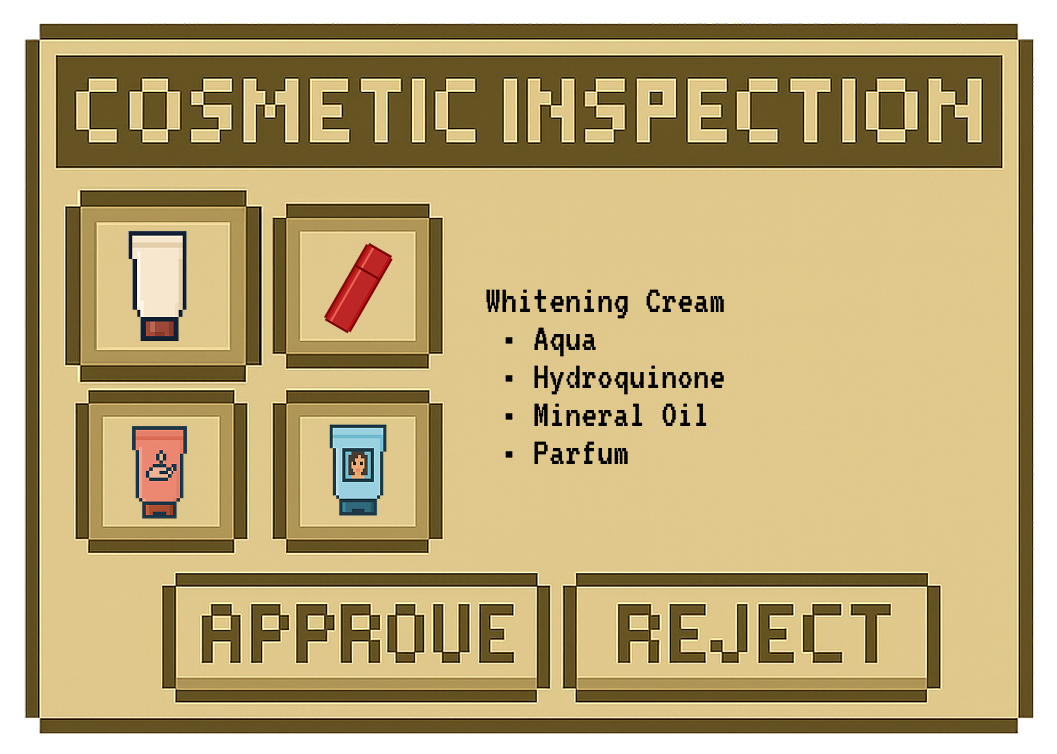 COSMETIC INSPECTION
Whitening Cream
▪ Aqua
▪ Hydroquinone
▪ Mineral Oil
▪ Parfum
APPROVE
REJECT